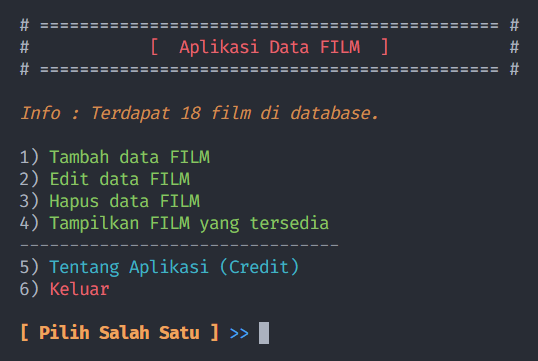 # ============================================== #
#            [  Aplikasi Data FILM  ]            #
# ============================================== #
Info : Terdapat 18 film di database.
1) Tambah data FILM
2) Edit data FILM
3) Hapus data FILM
4) Tampilkan FILM yang tersedia
--------------------------------
5) Tentang Aplikasi (Credit)
6) Keluar
[ Pilih Salah Satu ] >>